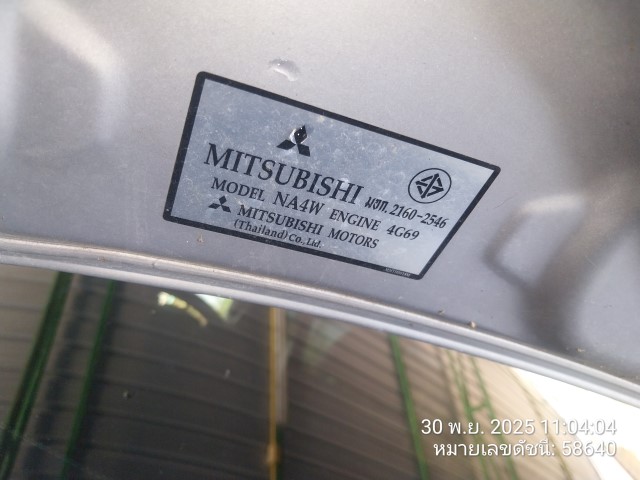 MITSUBISHI มอก.2160-2546
MODEL NA4W ENGINE 4G69
MITSUBISHI MOTORS
(Thailand) Co., Ltd.
30 พ.ย. 2025 11:04:04
หมายเลขดัชนี: 58640